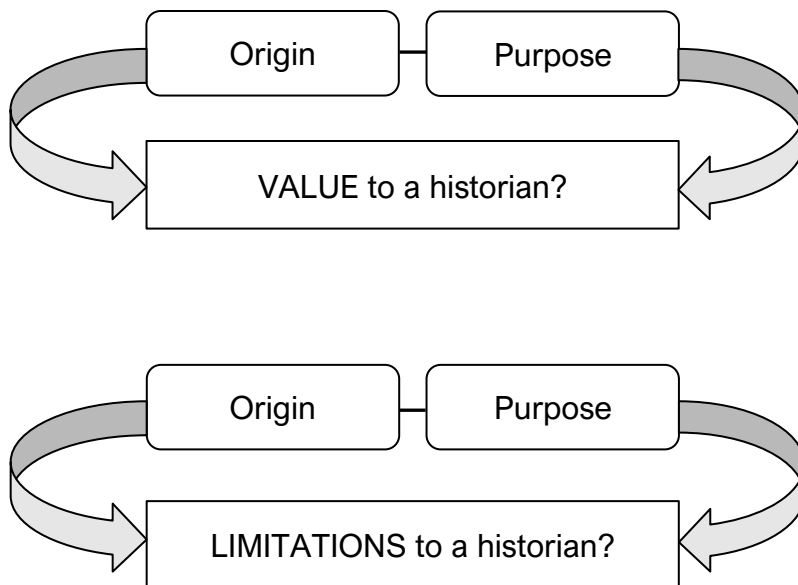 Origin Purpose
VALUE to a historian?
Origin Purpose
LIMITATIONS to a historian?